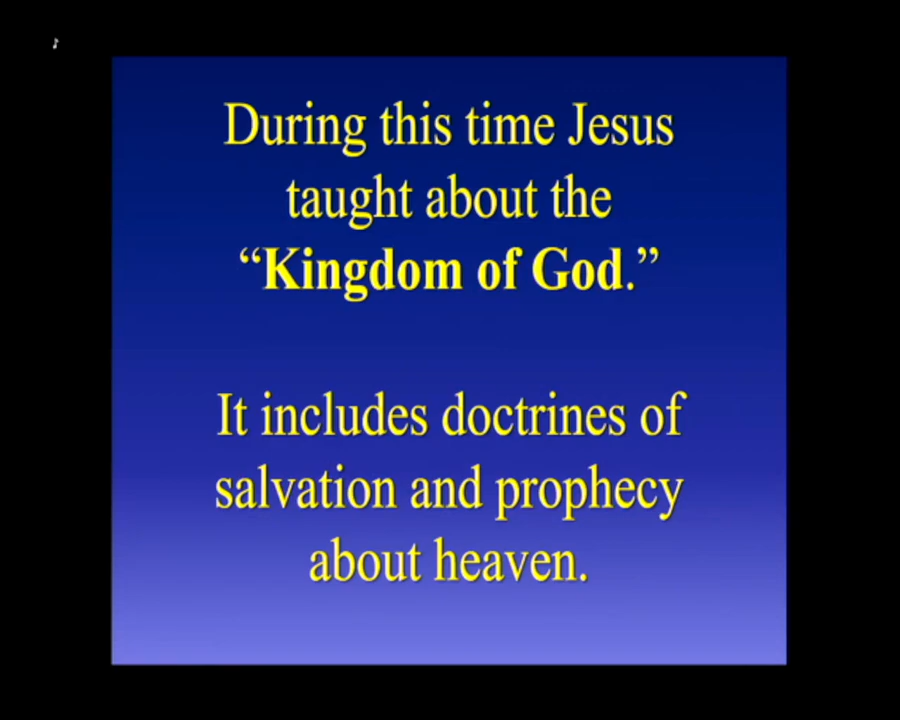 During this time Jesus
taught about the
“Kingdom of God.”
It includes doctrines of
salvation and prophecy
about heaven.